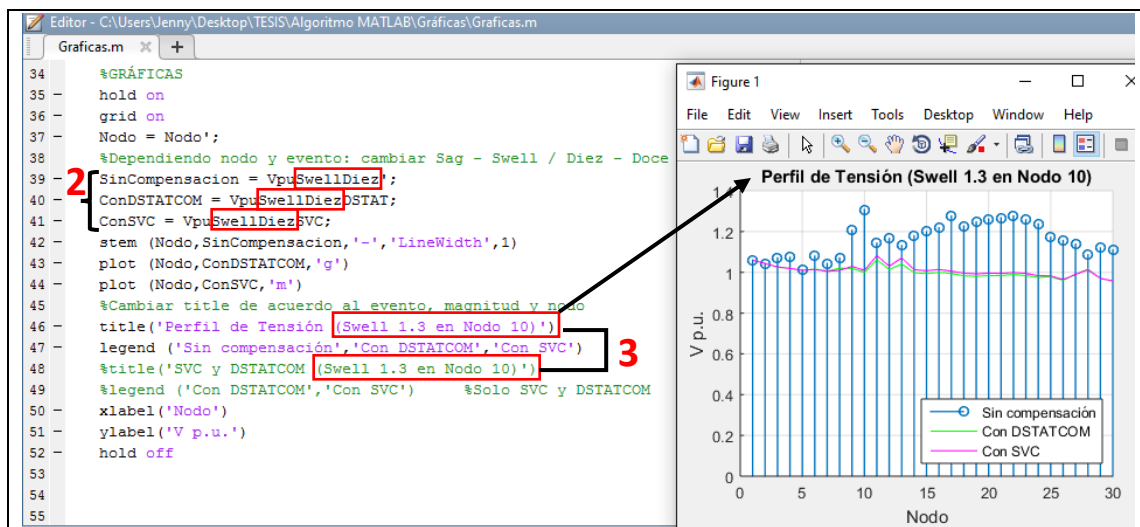 Editor - C:\Users\Jenny\Desktop\TESIS\Algoritmo MATLAB\Gráficas\Graficas.m
Graficas.m
34 %GRÁFICAS
35 - hold on
36 - grid on
37 - Nodo = Nodo';
38 %Dependiendo nodo y evento: cambiar Sag - Swell / Diez - Doce
39 - SinCompensacion = VpuSwellDiez';
40 - ConDSTATCOM = VpuSwellDiezDSTAT;
41 - ConSVC = VpuSwellDiezSVC;
42 - stem (Nodo,SinCompensacion,'-','LineWidth',1)
43 - plot (Nodo,ConDSTATCOM,'g')
44 - plot (Nodo,ConSVC,'m')
45 %Cambiar title de acuerdo al evento, magnitud y nodo
46 - title('Perfil de Tensión (Swell 1.3 en Nodo 10)')
47 - legend ('Sin compensación','Con DSTATCOM','Con SVC')
48 %title('SVC y DSTATCOM (Swell 1.3 en Nodo 10)')
49 %legend ('Con DSTATCOM','Con SVC') %Solo SVC y DSTATCOM
50 - xlabel('Nodo')
51 - ylabel('V p.u.')
52 - hold off
53
54
55
2
3
Figure 1
File Edit View Insert Tools Desktop Window Help
Perfil de Tensión (Swell 1.3 en Nodo 10)
1.4
1.2
1
0.8
0.6
0.4
0.2
0
V p.u.
Sin compensación
Con DSTATCOM
Con SVC
0 5 10 15 20 25 30
Nodo